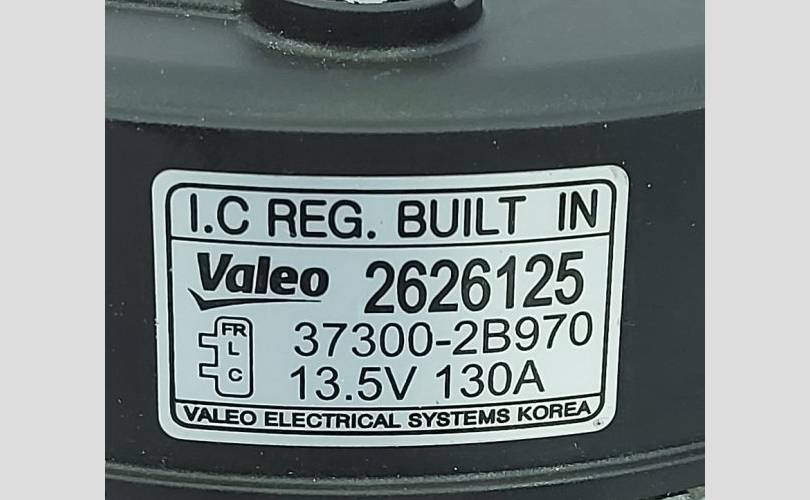 I.C REG. BUILT IN
Valeo 2626125
FR
L
C
37300-2B970
13.5V 130A
VALEO ELECTRICAL SYSTEMS KOREA